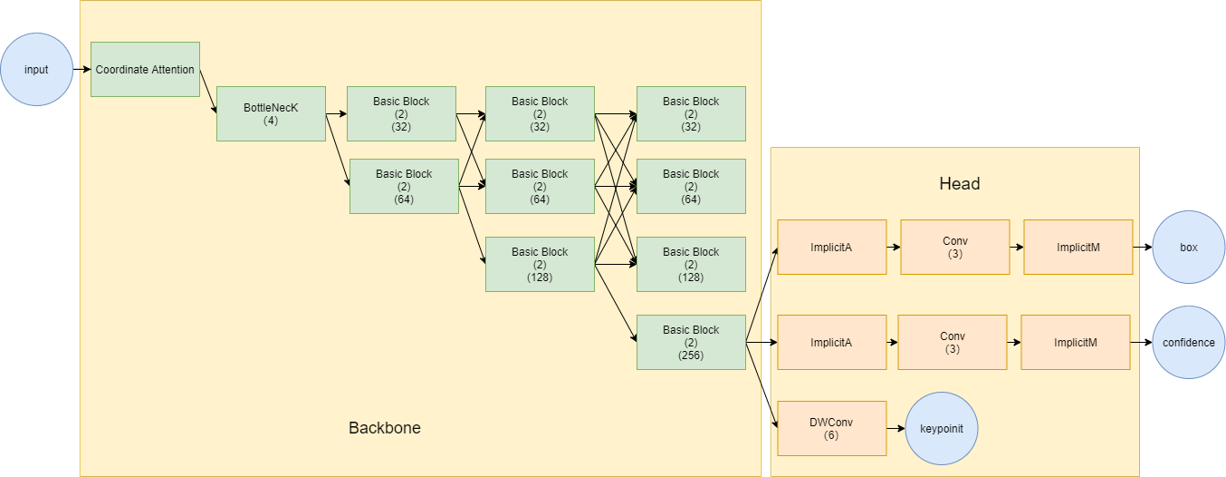 input
Coordinate Attention
BottleNecK
(4)
Basic Block
(2)
(32)
Basic Block
(2)
(32)
Basic Block
(2)
(32)
Basic Block
(2)
(64)
Basic Block
(2)
(64)
Basic Block
(2)
(64)
Basic Block
(2)
(128)
Basic Block
(2)
(128)
Basic Block
(2)
(256)
Backbone
Head
ImplicitA
Conv
(3)
ImplicitM
box
ImplicitA
Conv
(3)
ImplicitM
confidence
DWConv
(6)
keypoinit